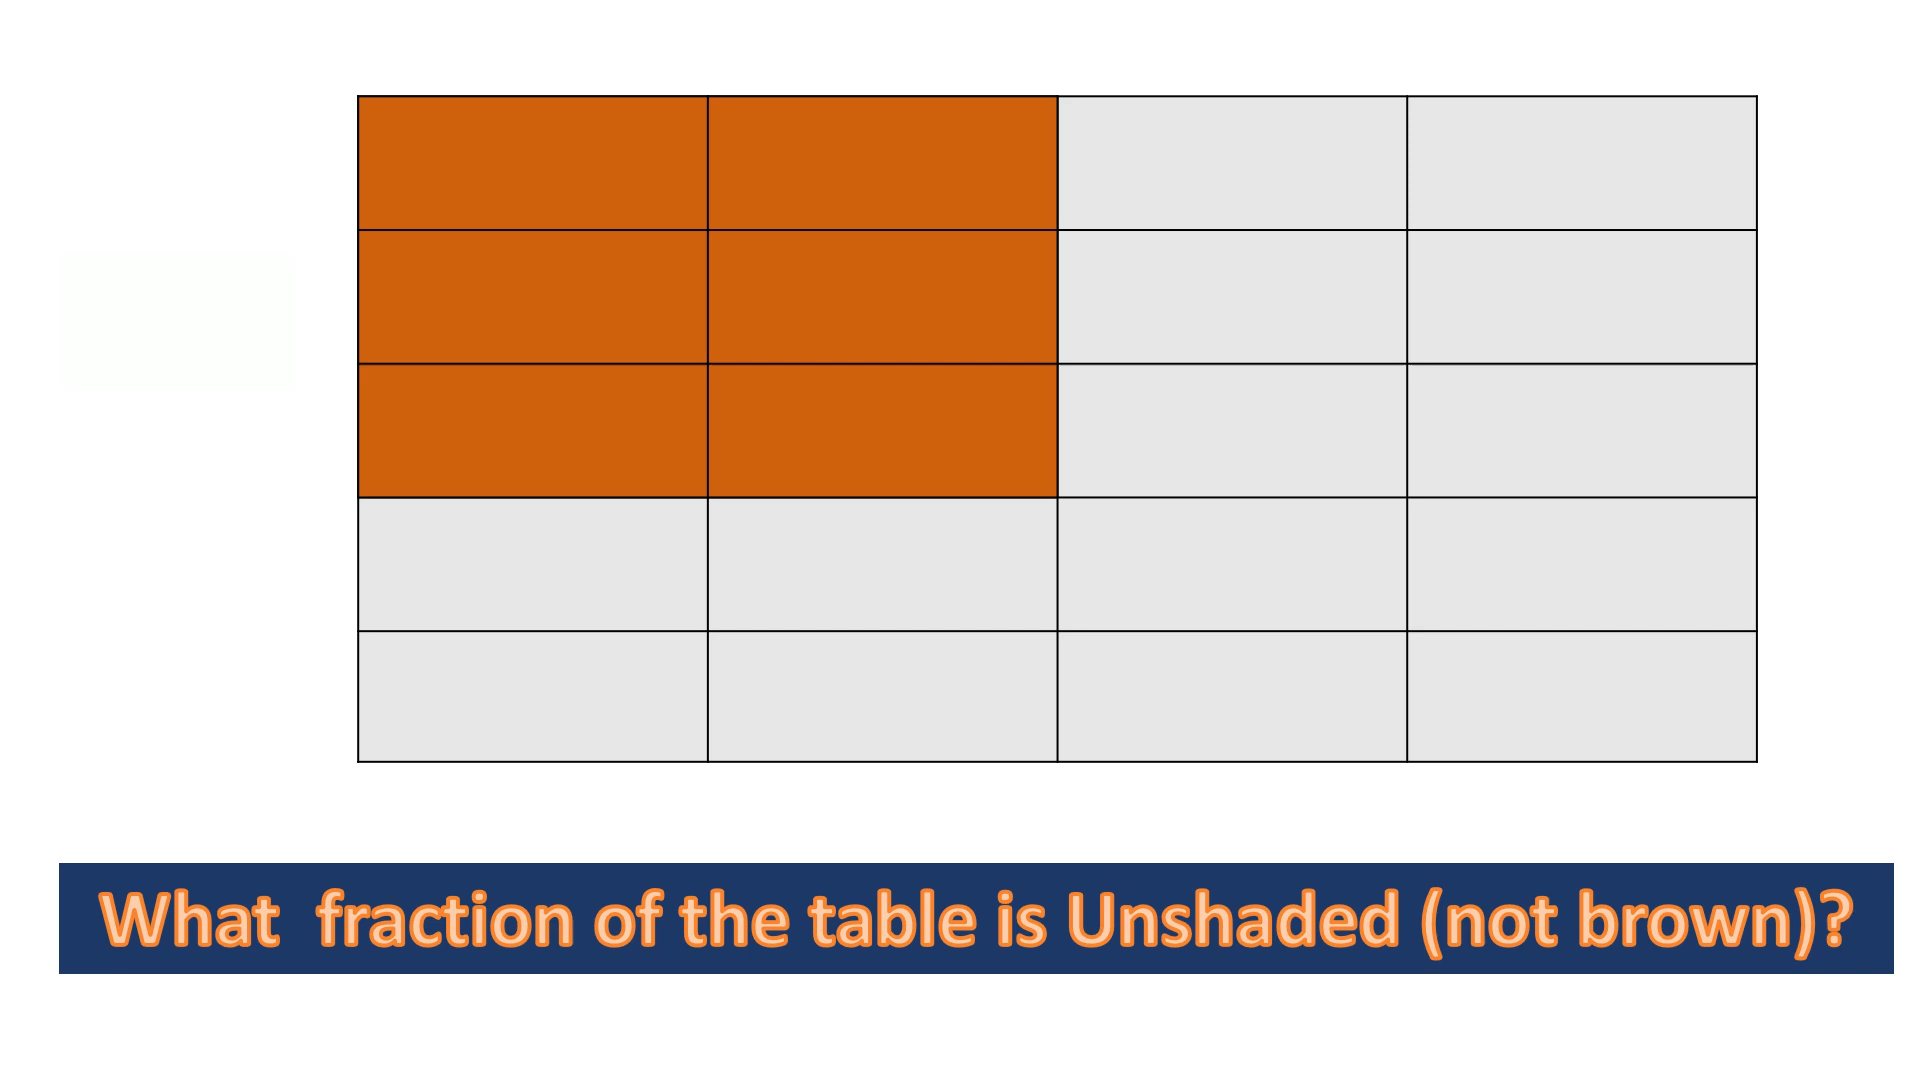 What  fraction of the table is Unshaded (not brown)?